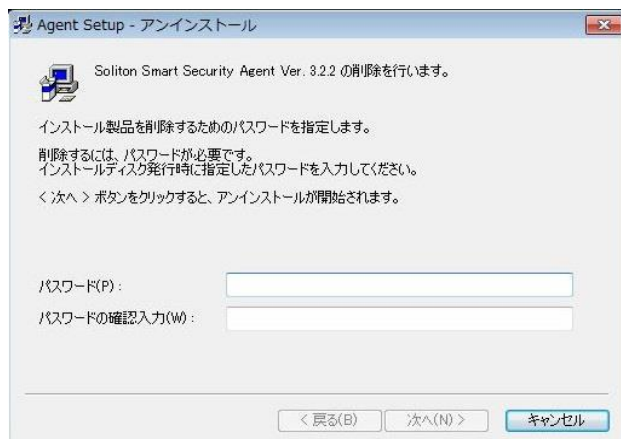 Agent Setup - アンインストール
Soliton Smart Security Agent Ver. 3.2.2 の削除を行います。
インストール製品を削除するためのパスワードを指定します。
削除するには、パスワードが必要です。
インストールディスク発行時に指定したパスワードを入力してください。
< 次へ > ボタンをクリックすると、アンインストールが開始されます。
パスワード(P) :
パスワードの確認入力(W) :
< 戻る(B)
次へ(N) >
キャンセル